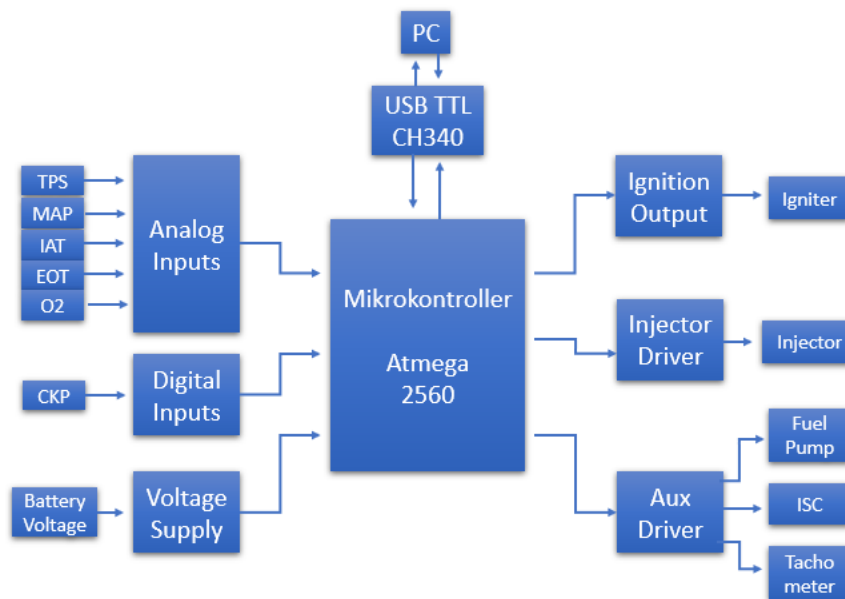 PC
USB TTL
CH340
TPS
MAP
IAT
EOT
O2
Analog
Inputs
CKP
Digital
Inputs
Battery
Voltage
Voltage
Supply
Mikrokontroller
Atmega
2560
Ignition
Output
Igniter
Injector
Driver
Injector
Aux
Driver
Fuel
Pump
ISC
Tacho
meter